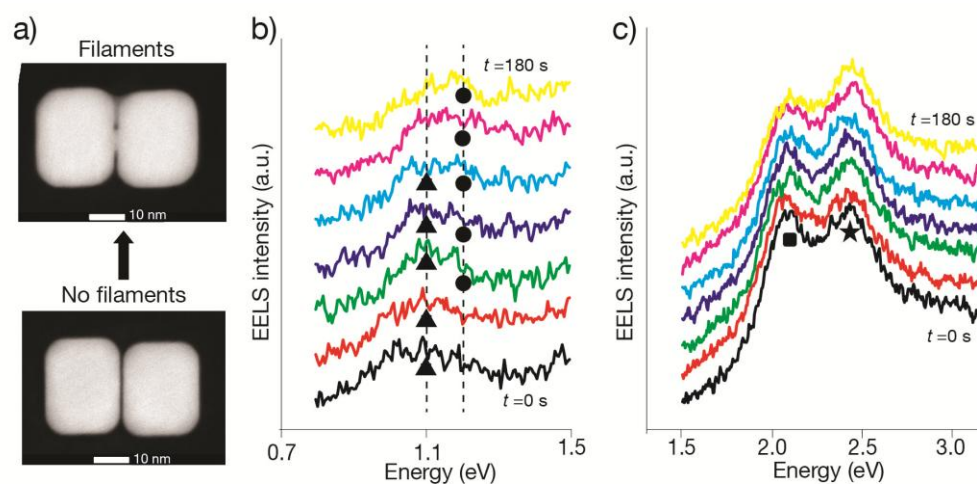 a)
Filaments
10 nm
No filaments
10 nm
b)
EELS intensity (a.u.)
t=180 s
t=0 s
0.7 1.1 1.5
Energy (eV)
c)
EELS intensity (a.u.)
t=180 s
t=0 s
1.5 2.0 2.5 3.0
Energy (eV)